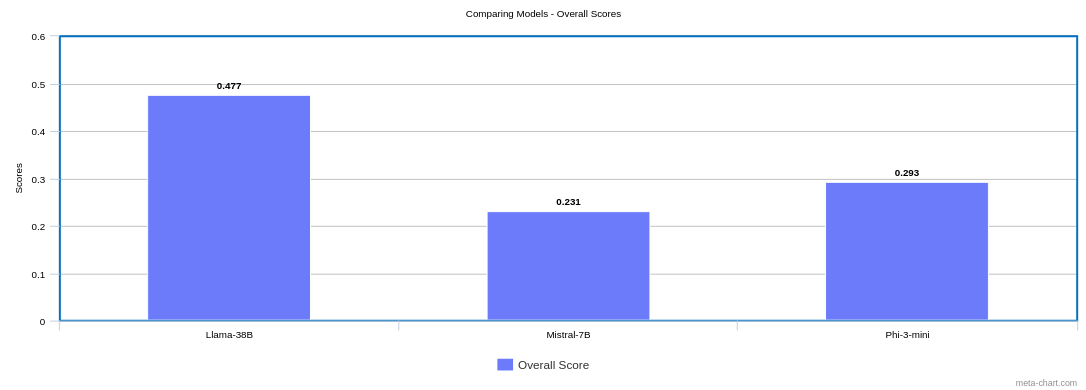 Comparing Models - Overall Scores
0.6
0.5
0.4
0.3
0.2
0.1
0
Scores
0.477
0.231
0.293
Llama-38B
Mistral-7B
Phi-3-mini
Overall Score
meta-chart.com